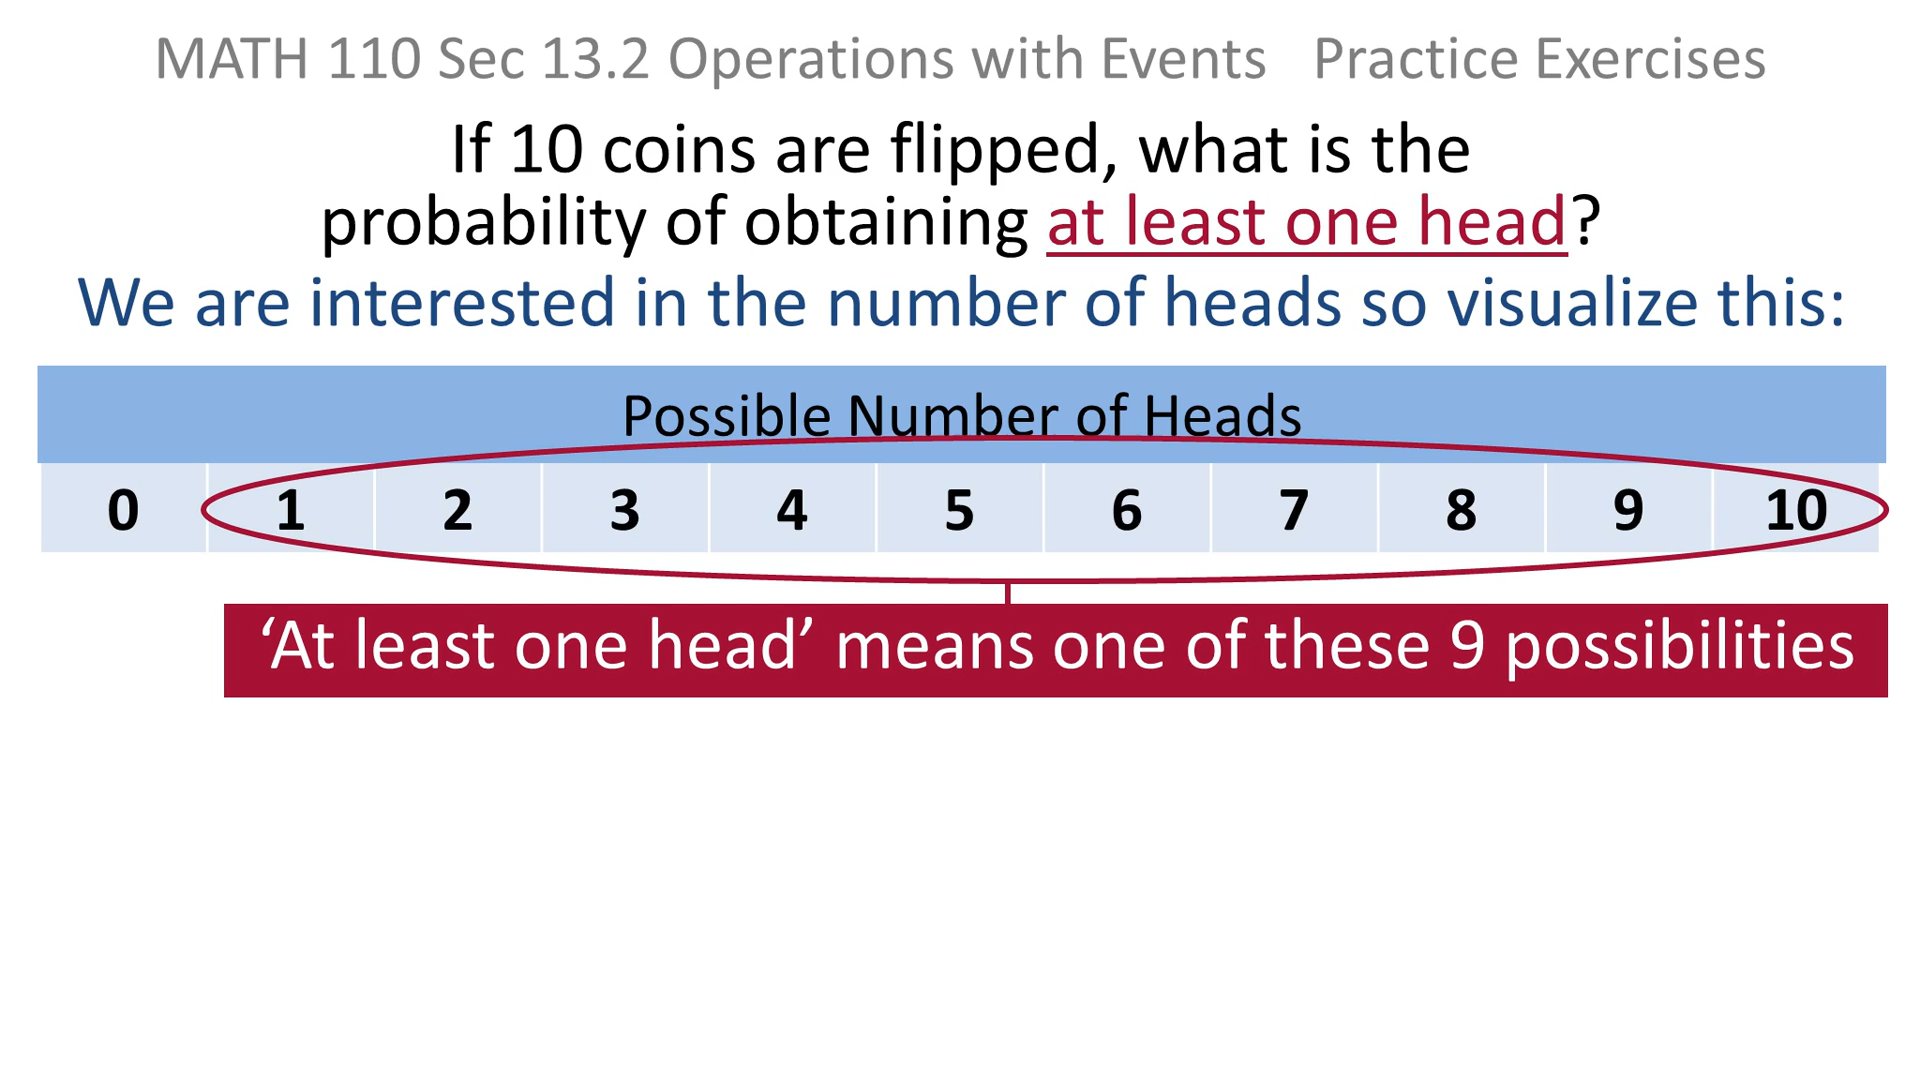 MATH 110 Sec 13.2 Operations with Events   Practice Exercises
If 10 coins are flipped, what is the
probability of obtaining at least one head?
We are interested in the number of heads so visualize this:
Possible Number of Heads
0 1 2 3 4 5 6 7 8 9 10
‘At least one head’ means one of these 9 possibilities